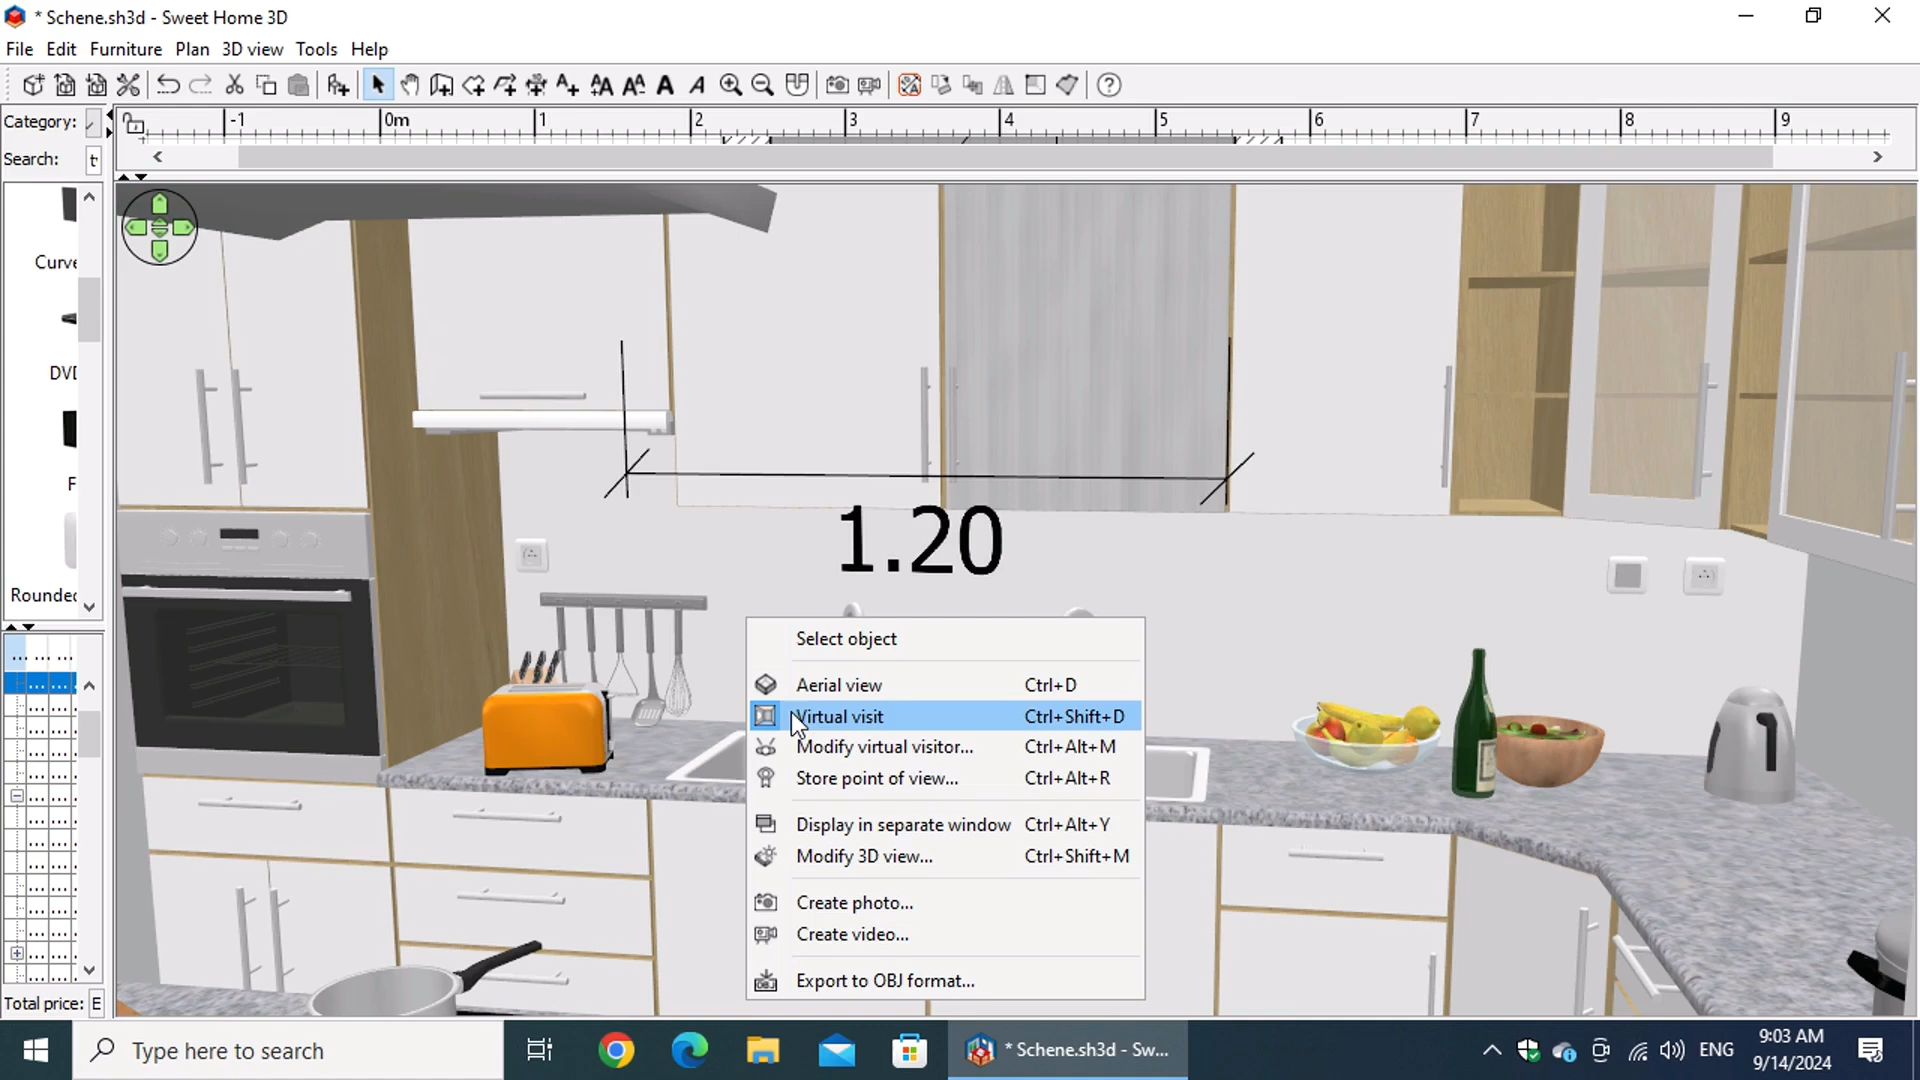 * Schene.sh3d - Sweet Home 3D
File Edit Furniture Plan 3D view Tools Help
Category:
-1 0m 1 2 3 4 5 6 7 8 9
Search:
Curve
DVD
F
Rounded
1.20
Select object
Aerial view Ctrl+D
Virtual visit Ctrl+Shift+D
Modify virtual visitor... Ctrl+Alt+M
Store point of view... Ctrl+Alt+R
Display in separate window Ctrl+Alt+Y
Modify 3D view... Ctrl+Shift+M
Create photo...
Create video...
Export to OBJ format...
Total price: E
Type here to search
* Schene.sh3d - Sw...
ENG
9:03 AM
9/14/2024